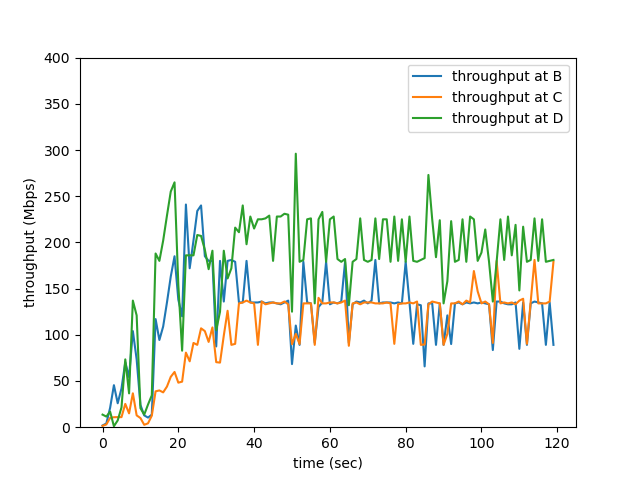 400
350
300
250
200
150
100
50
0
throughput (Mbps)
throughput at B
throughput at C
throughput at D
0 20 40 60 80 100 120
time (sec)